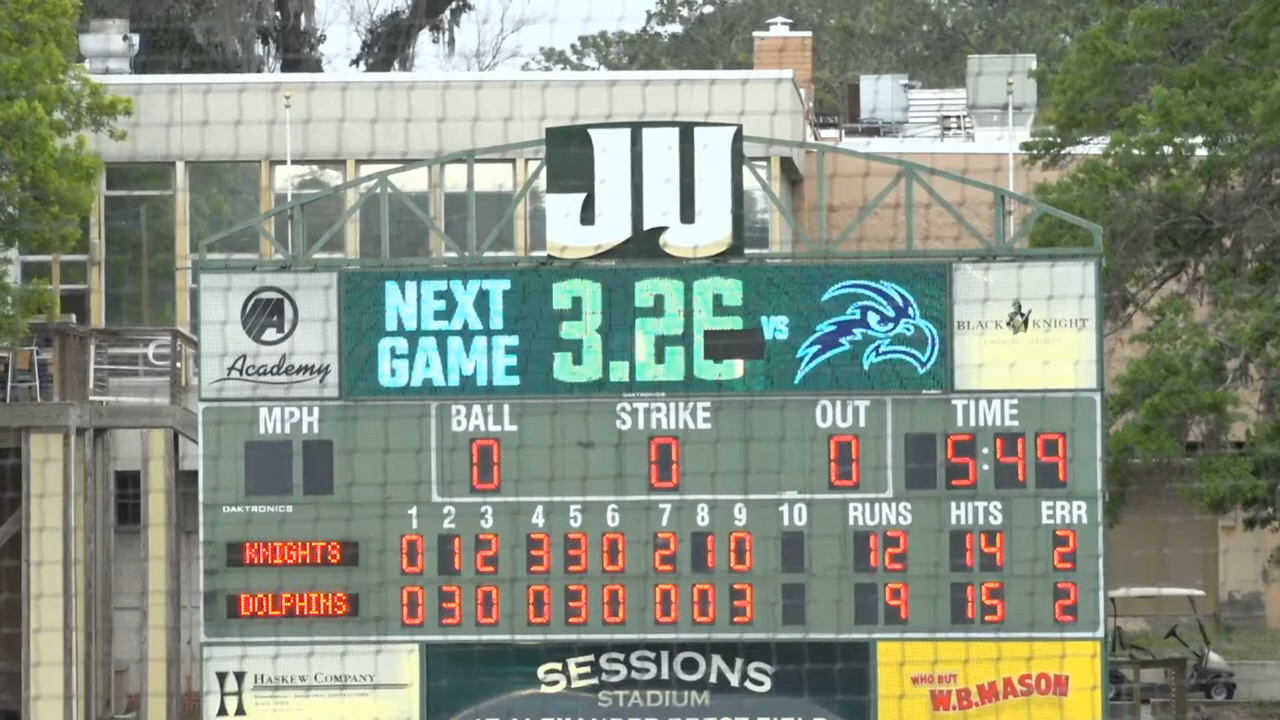 JU
Academy
NEXT GAME
3.26
VS
BLACK KNIGHT
DAKTRONICS
MPH BALL STRIKE OUT TIME
0 0 0 5:49
DAKTRONICS
1 2 3 4 5 6 7 8 9 10 RUNS HITS ERR
KNIGHTS 0 1 2 3 3 0 2 1 0 12 14 2
DOLPHINS 0 3 0 0 3 0 0 0 3 9 15 2
H HASKEW COMPANY
SESSIONS
STADIUM
WHO BUT
W.B.MASON